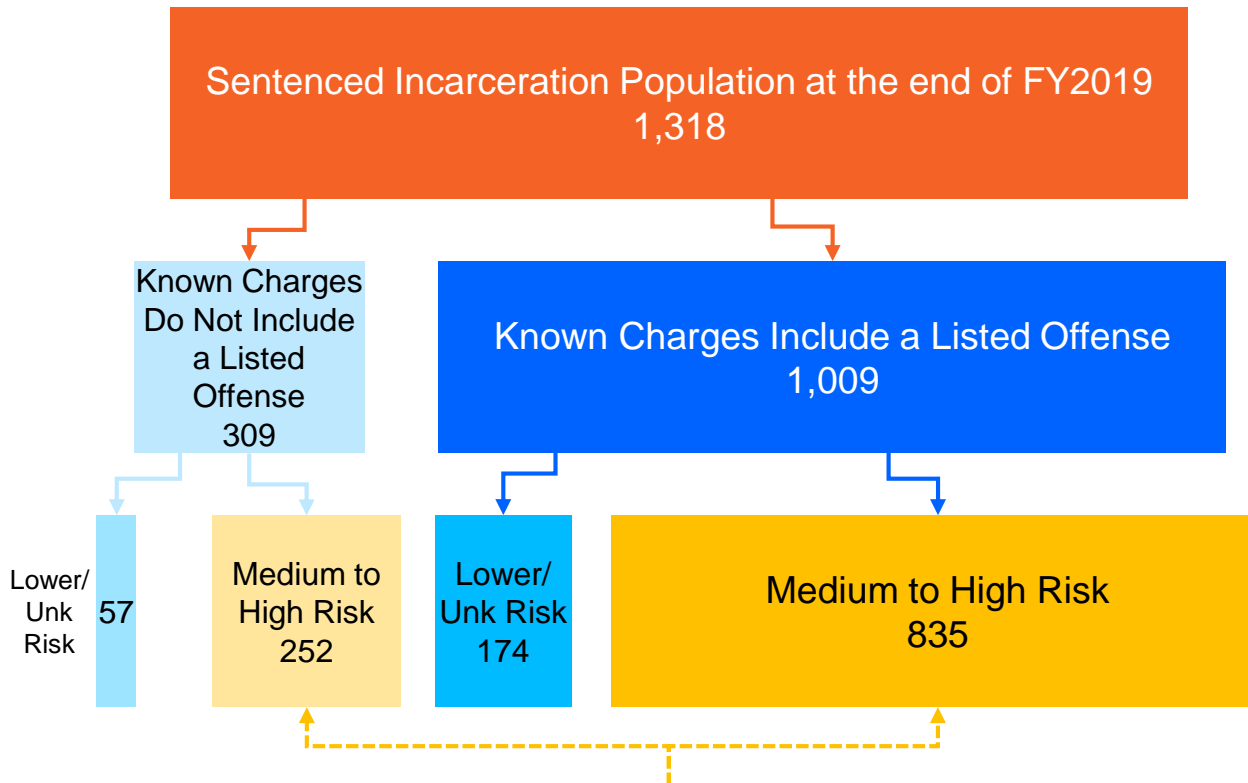 Sentenced Incarceration Population at the end of FY2019
1,318
Known Charges
Do Not Include
a Listed
Offense
309
Known Charges Include a Listed Offense
1,009
Lower/
Unk
Risk
57
Medium to
High Risk
252
Lower/
Unk Risk
174
Medium to High Risk
835